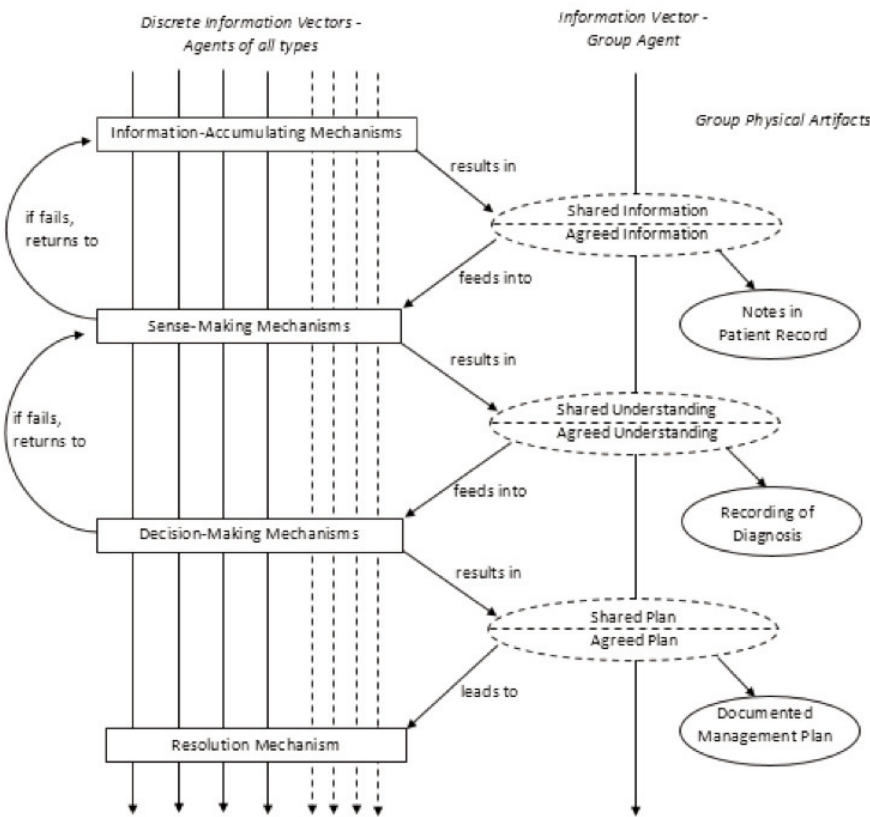 Discrete Information Vectors -
Agents of all types
Information Vector -
Group Agent
Group Physical Artifacts
Information-Accumulating Mechanisms
results in
if fails,
returns to
Shared Information
Agreed Information
feeds into
Notes in
Patient Record
Sense-Making Mechanisms
results in
if fails,
returns to
Shared Understanding
Agreed Understanding
feeds into
Recording of
Diagnosis
Decision-Making Mechanisms
results in
Shared Plan
Agreed Plan
leads to
Documented
Management Plan
Resolution Mechanism